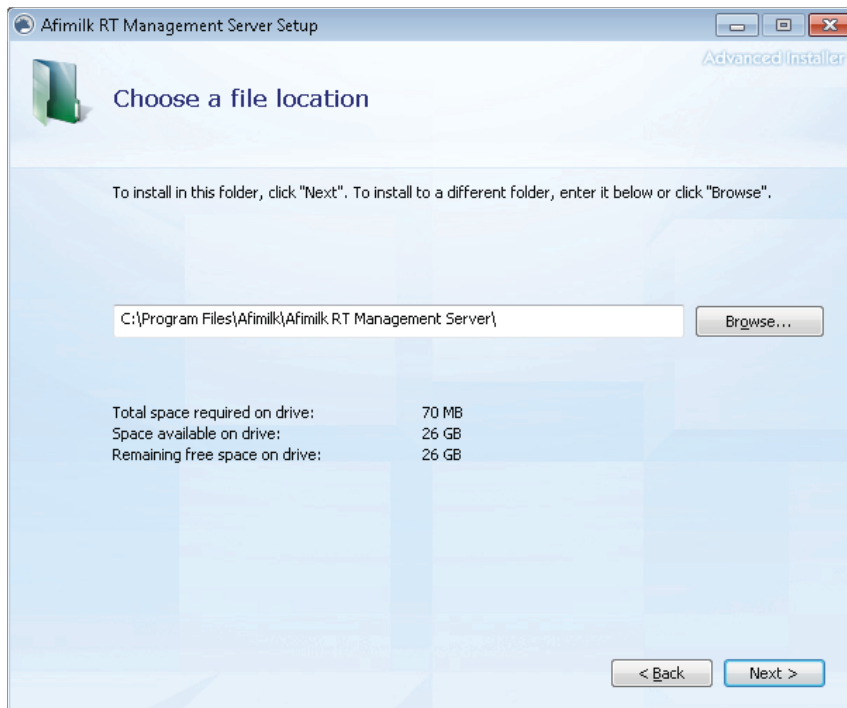 Afimilk RT Management Server Setup
Advanced Installer
Choose a file location
To install in this folder, click "Next". To install to a different folder, enter it below or click "Browse".
C:\Program Files\Afimilk\Afimilk RT Management Server\
Browse...
Total space required on drive: 70 MB
Space available on drive: 26 GB
Remaining free space on drive: 26 GB
< Back
Next >